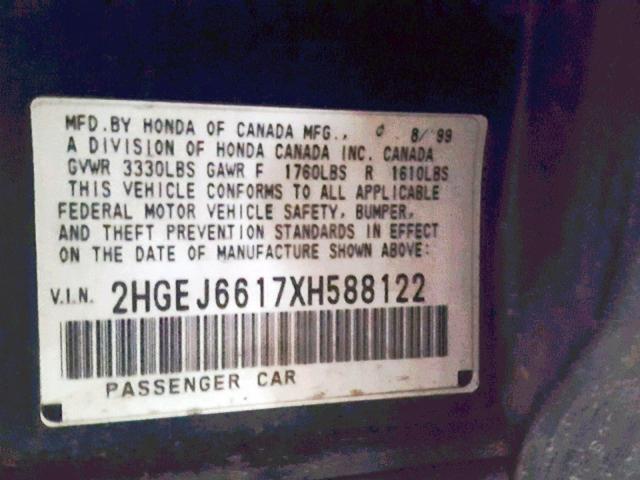 MFD.BY HONDA OF CANADA MFG., 8/ 99
A DIVISION OF HONDA CANADA INC. CANADA
GVWR 3330LBS GAWR F 1760LBS R 1610LBS
THIS VEHICLE CONFORMS TO ALL APPLICABLE
FEDERAL MOTOR VEHICLE SAFETY, BUMPER,
AND THEFT PREVENTION STANDARDS IN EFFECT
ON THE DATE OF MANUFACTURE SHOWN ABOVE:
V.I.N. 2HGEJ6617XH588122
PASSENGER CAR